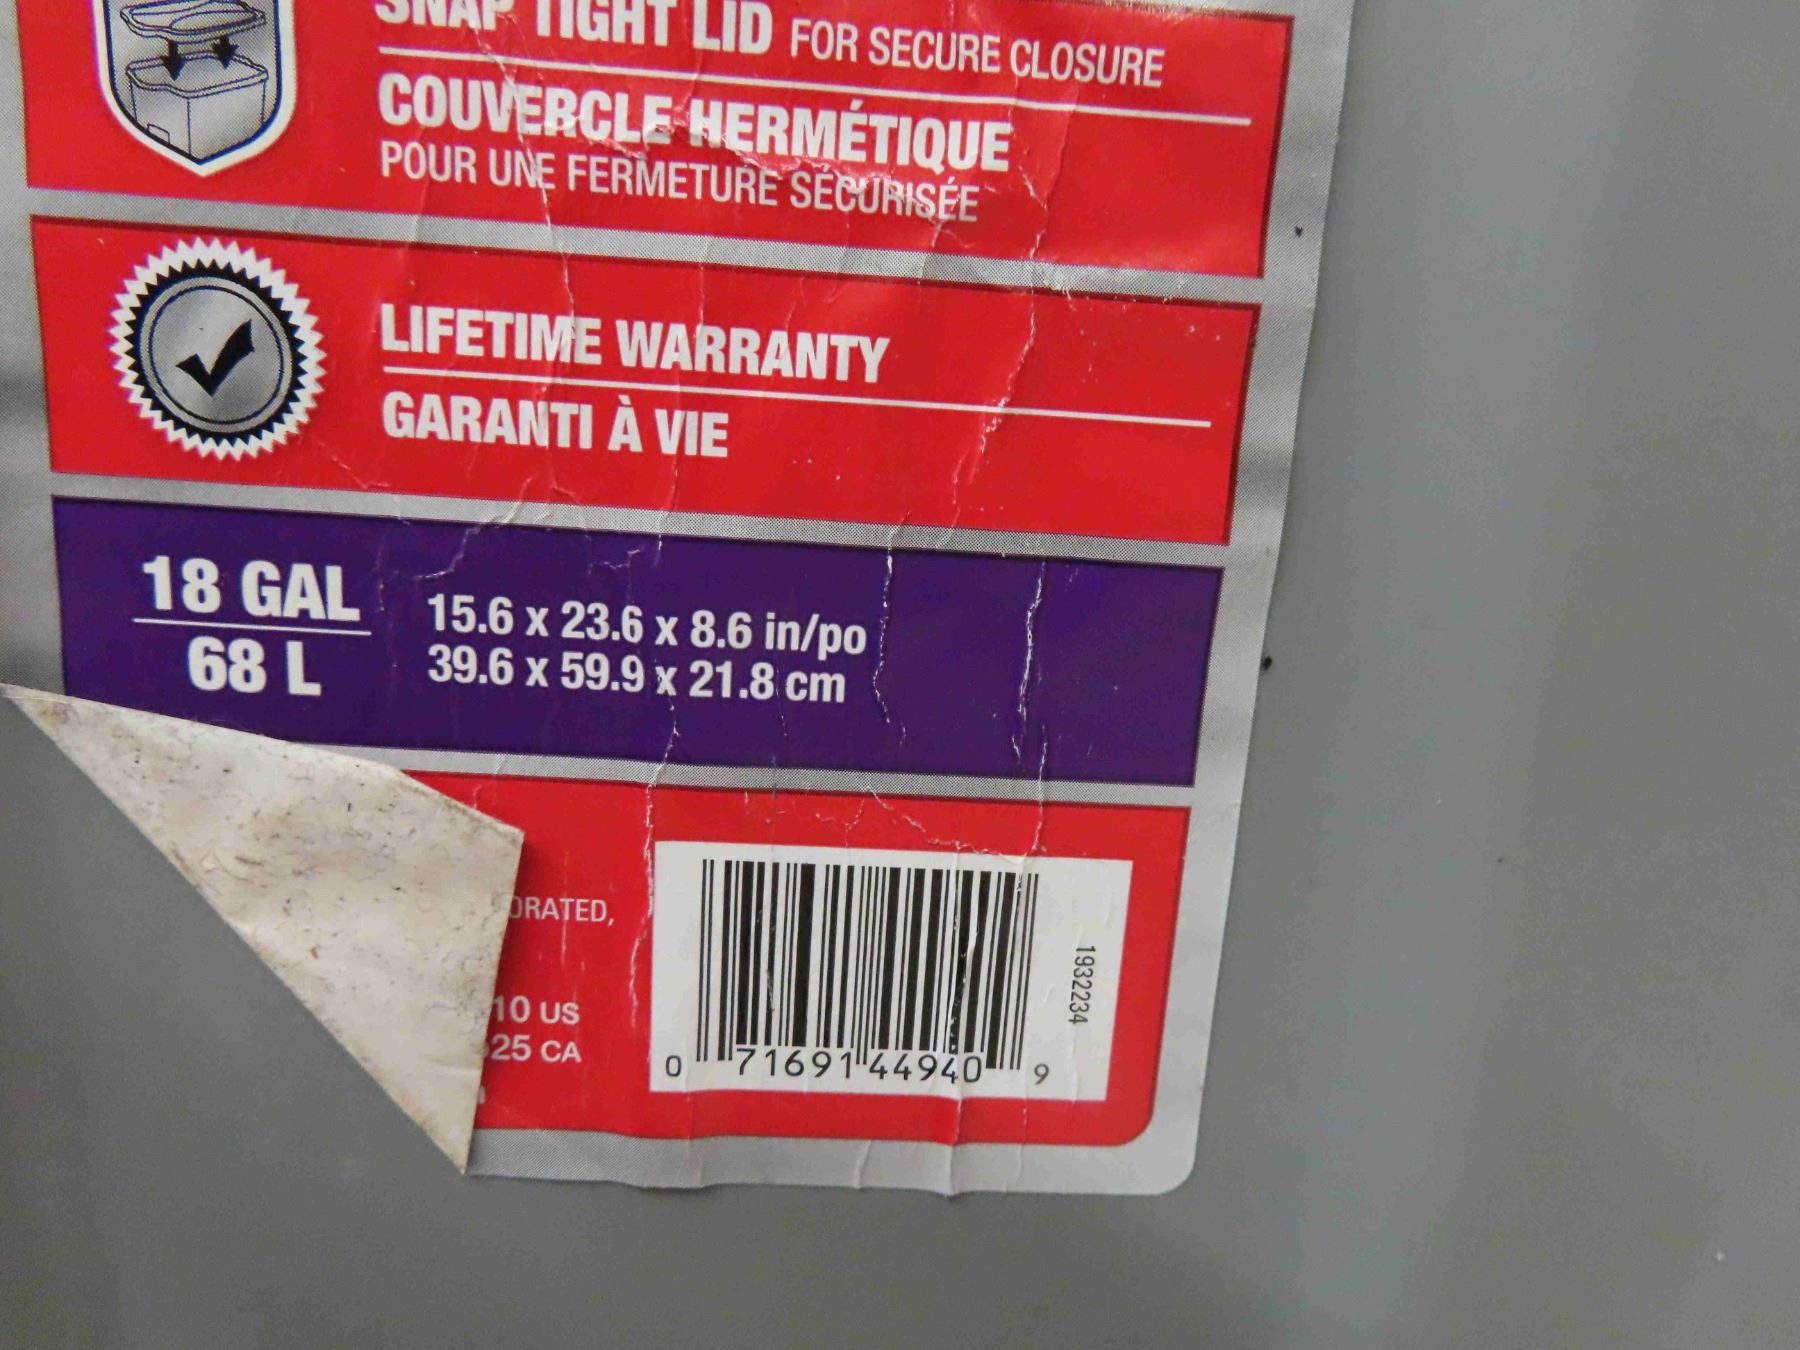 SNAP TIGHT LID FOR SECURE CLOSURE
COUVERCLE HERMÉTIQUE
POUR UNE FERMETURE SÉCURISÉE
LIFETIME WARRANTY
GARANTI À VIE
18 GAL
68 L
15.6 x 23.6 x 8.6 in/po
39.6 x 59.9 x 21.8 cm
ORATED,
10 US
25 CA
1932234
0 71691 44940 9